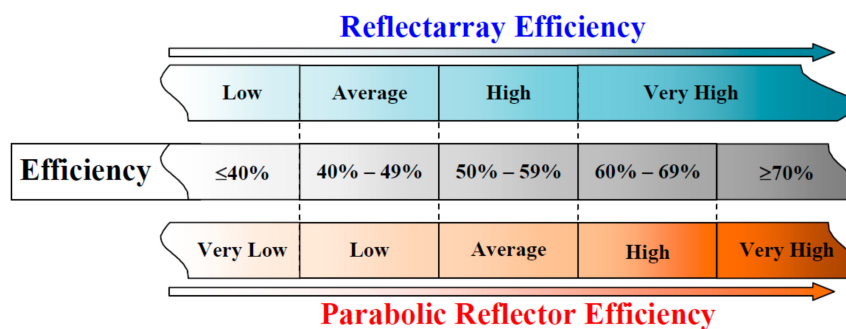 Reflectarray Efficiency
Low Average High Very High
Efficiency ≤40% 40% – 49% 50% – 59% 60% – 69% ≥70%
Very Low Low Average High Very High
Parabolic Reflector Efficiency